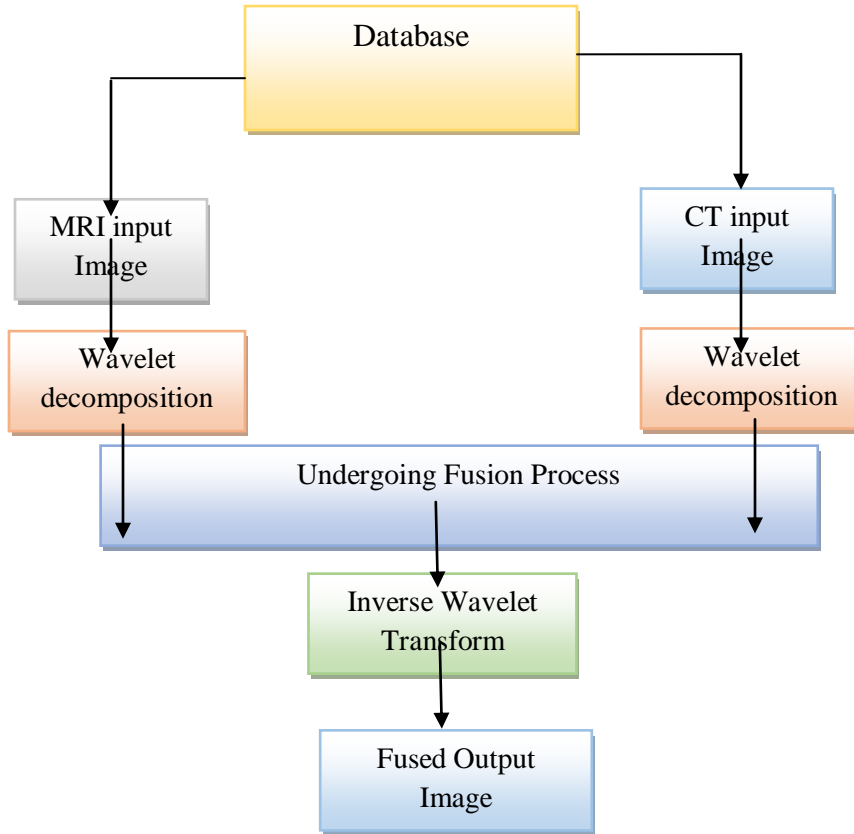 Database
MRI input
Image
CT input
Image
Wavelet
decomposition
Wavelet
decomposition
Undergoing Fusion Process
Inverse Wavelet
Transform
Fused Output
Image